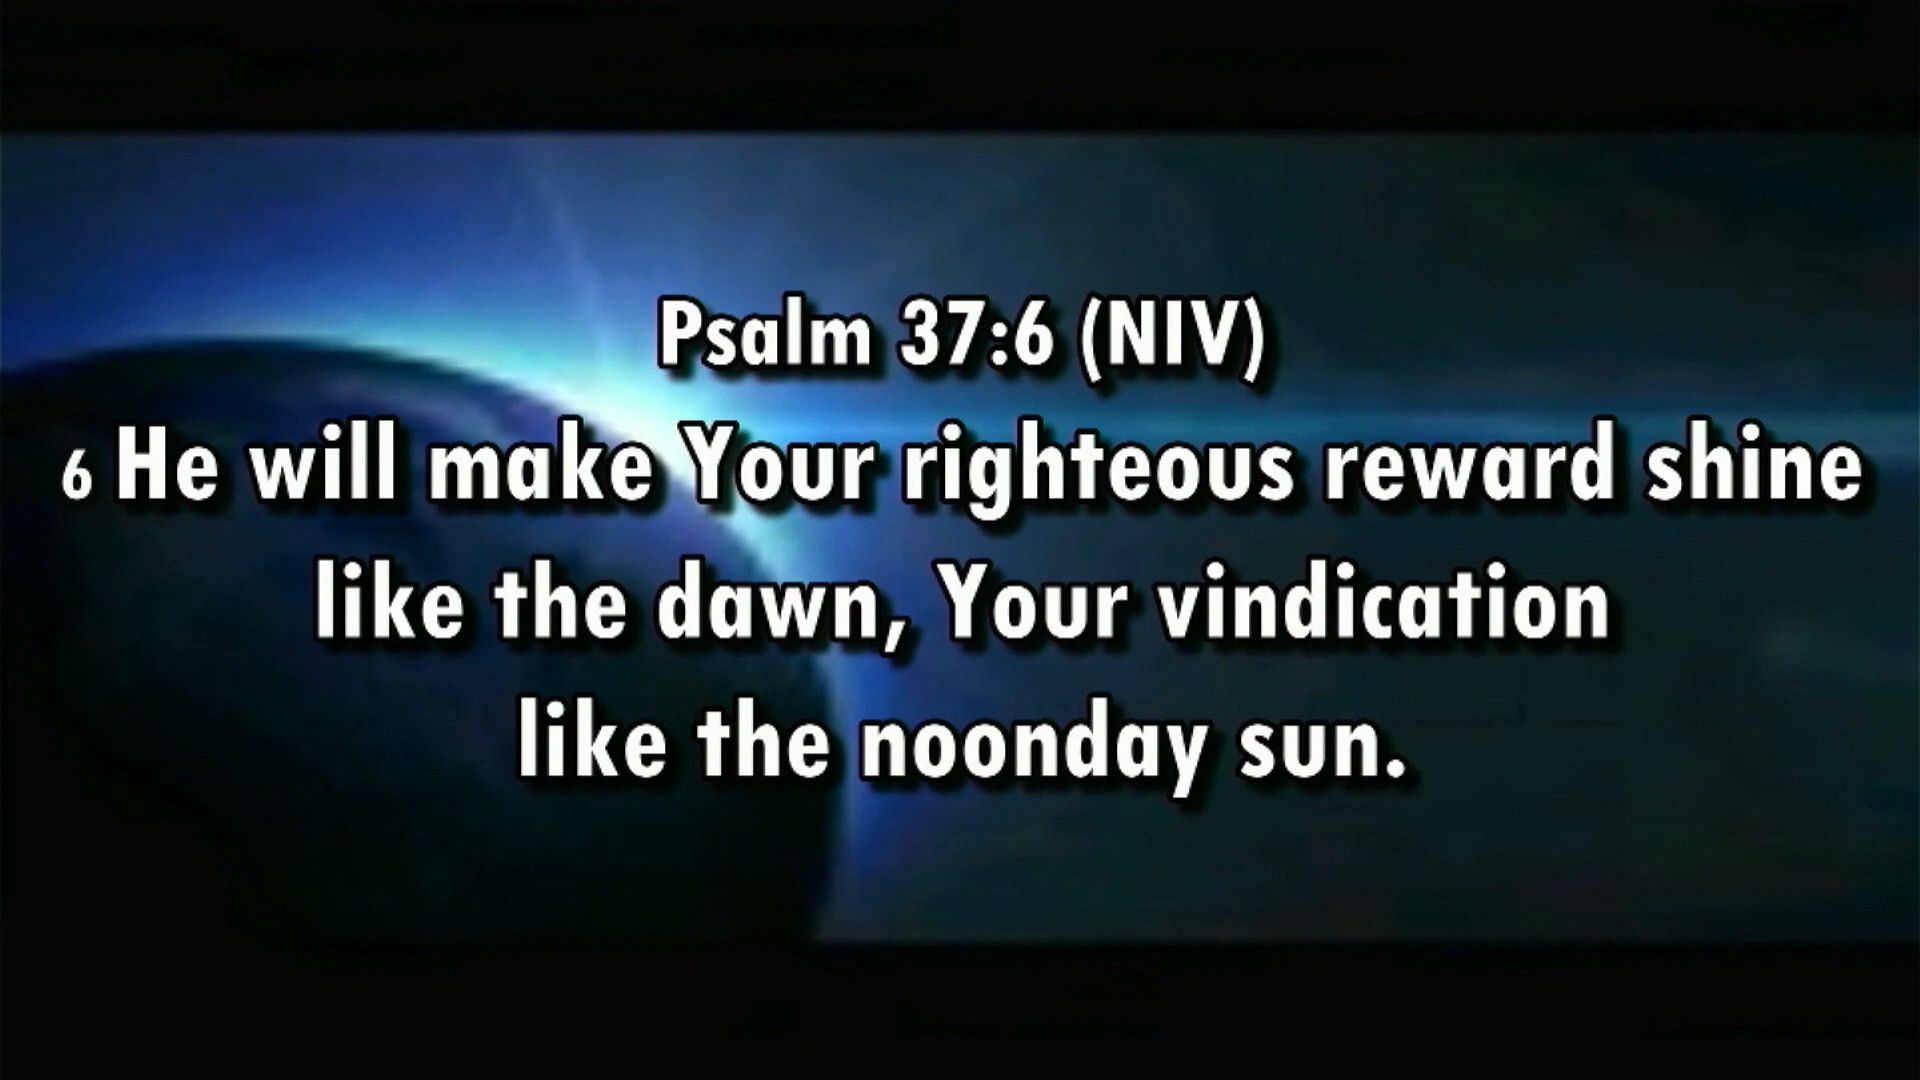 Psalm 37:6 (NIV)
6 He will make Your righteous reward shine
like the dawn, Your vindication
like the noonday sun.